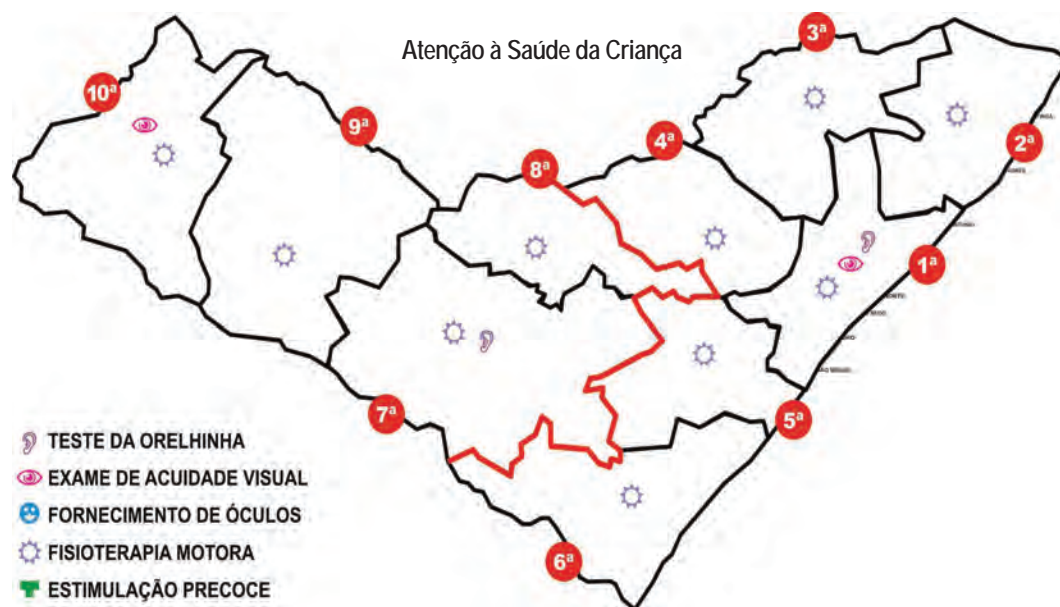 Atenção à Saúde da Criança
3ª
10ª
9ª
4ª
2ª
8ª
1ª
7ª
5ª
6ª
TESTE DA ORELHINHA
EXAME DE ACUIDADE VISUAL
FORNECIMENTO DE ÓCULOS
FISIOTERAPIA MOTORA
ESTIMULAÇÃO PRECOCE